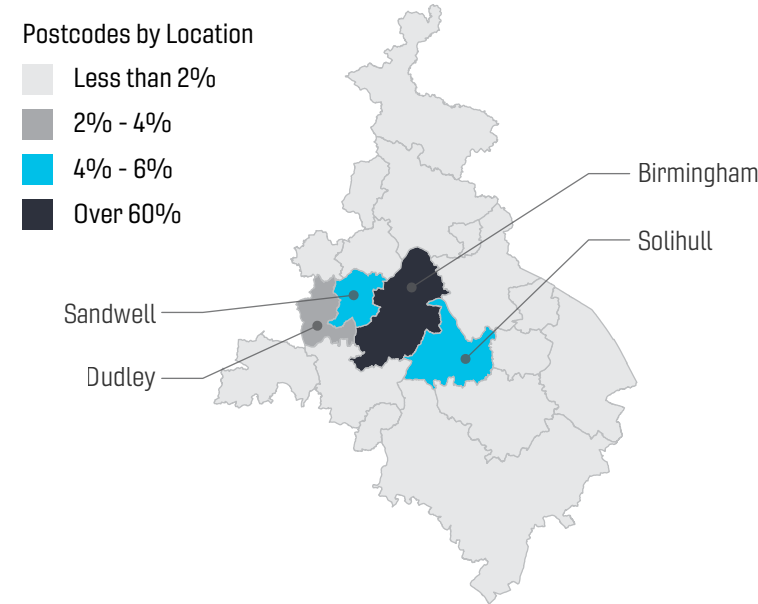 Postcodes by Location
Less than 2%
2% - 4%
4% - 6%
Over 60%
Birmingham
Solihull
Sandwell
Dudley